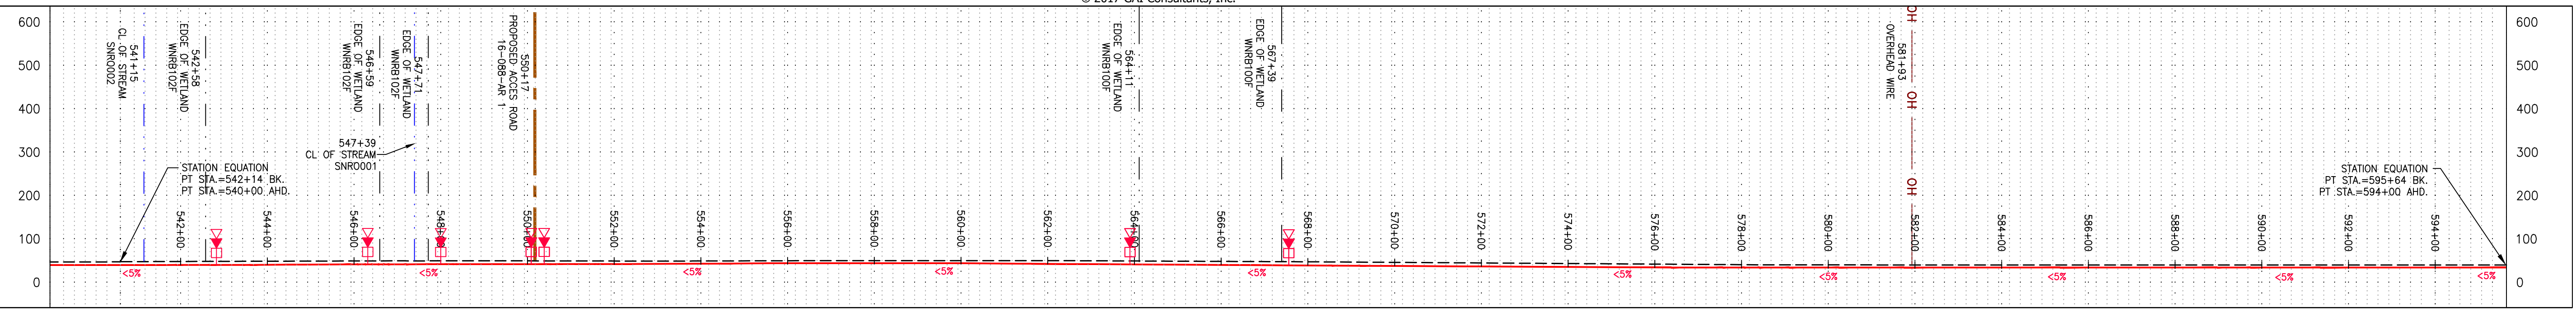 © 2017 GAI Consultants, Inc.
600
500
400
300
200
100
0
541+15
CL OF STREAM
SNRO002
542+58
EDGE OF WETLAND
WNRB102F
546+59
EDGE OF WETLAND
WNRB102F
547+71
EDGE OF WETLAND
WNRB102F
550+17
PROPOSED ACCES ROAD
16-088-AR 1
564+11
EDGE OF WETLAND
WNRB100F
567+39
EDGE OF WETLAND
WNRB100F
581+93
OVERHEAD WIRE
OH
OH
OH
547+39
CL OF STREAM
SNRO001
STATION EQUATION
PT STA.=542+14 BK.
PT STA.=540+00 AHD.
STATION EQUATION
PT STA.=595+64 BK.
PT STA.=594+00 AHD.
542+00
544+00
546+00
548+00
550+00
552+00
554+00
556+00
558+00
560+00
562+00
564+00
566+00
568+00
570+00
572+00
574+00
576+00
578+00
580+00
582+00
584+00
586+00
588+00
590+00
592+00
594+00
<5%
<5%
<5%
<5%
<5%
<5%
<5%
<5%
<5%
<5%
600
500
400
300
200
100
0